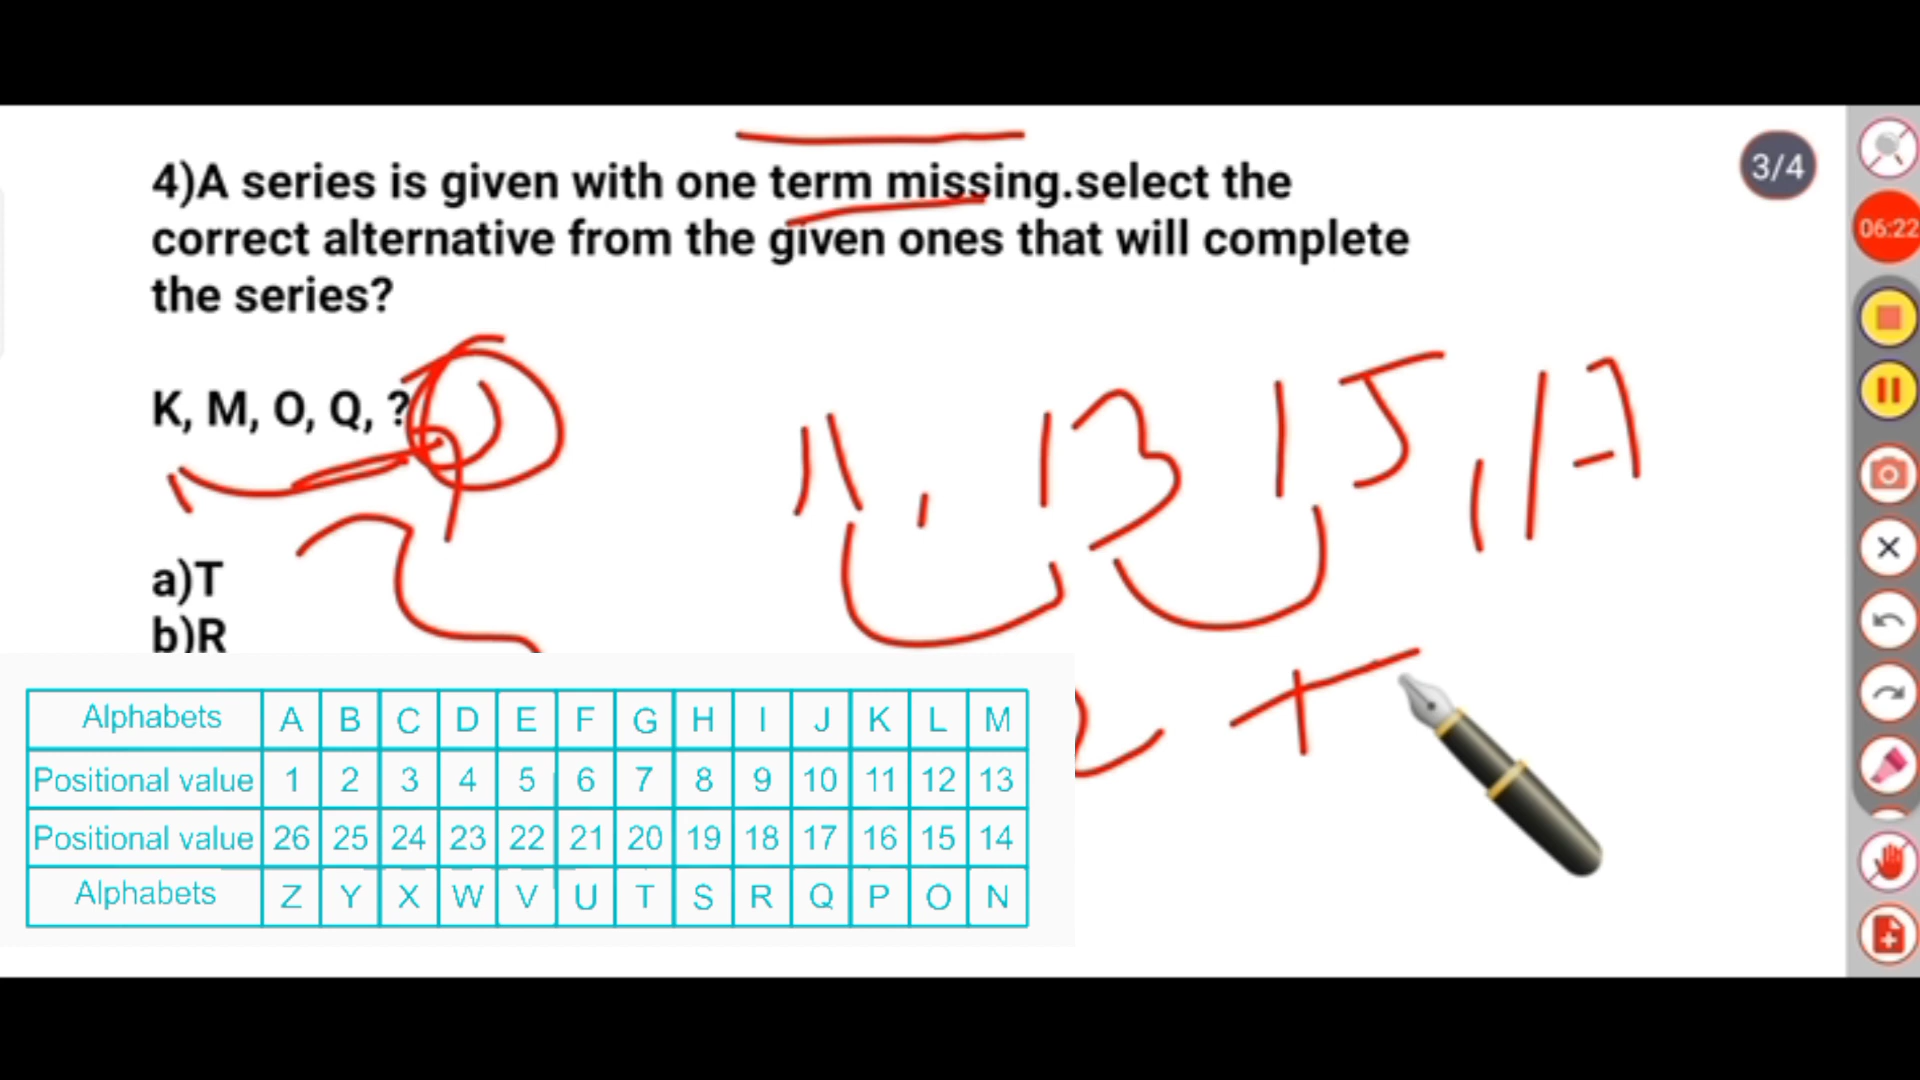 4)A series is given with one term missing.select the
correct alternative from the given ones that will complete
the series?
3/4
06:22
K, M, O, Q, ?
11, 13 15, 17
a)T
b)R
2 +
Alphabets A B C D E F G H I J K L M
Positional value 1 2 3 4 5 6 7 8 9 10 11 12 13
Positional value 26 25 24 23 22 21 20 19 18 17 16 15 14
Alphabets Z Y X W V U T S R Q P O N